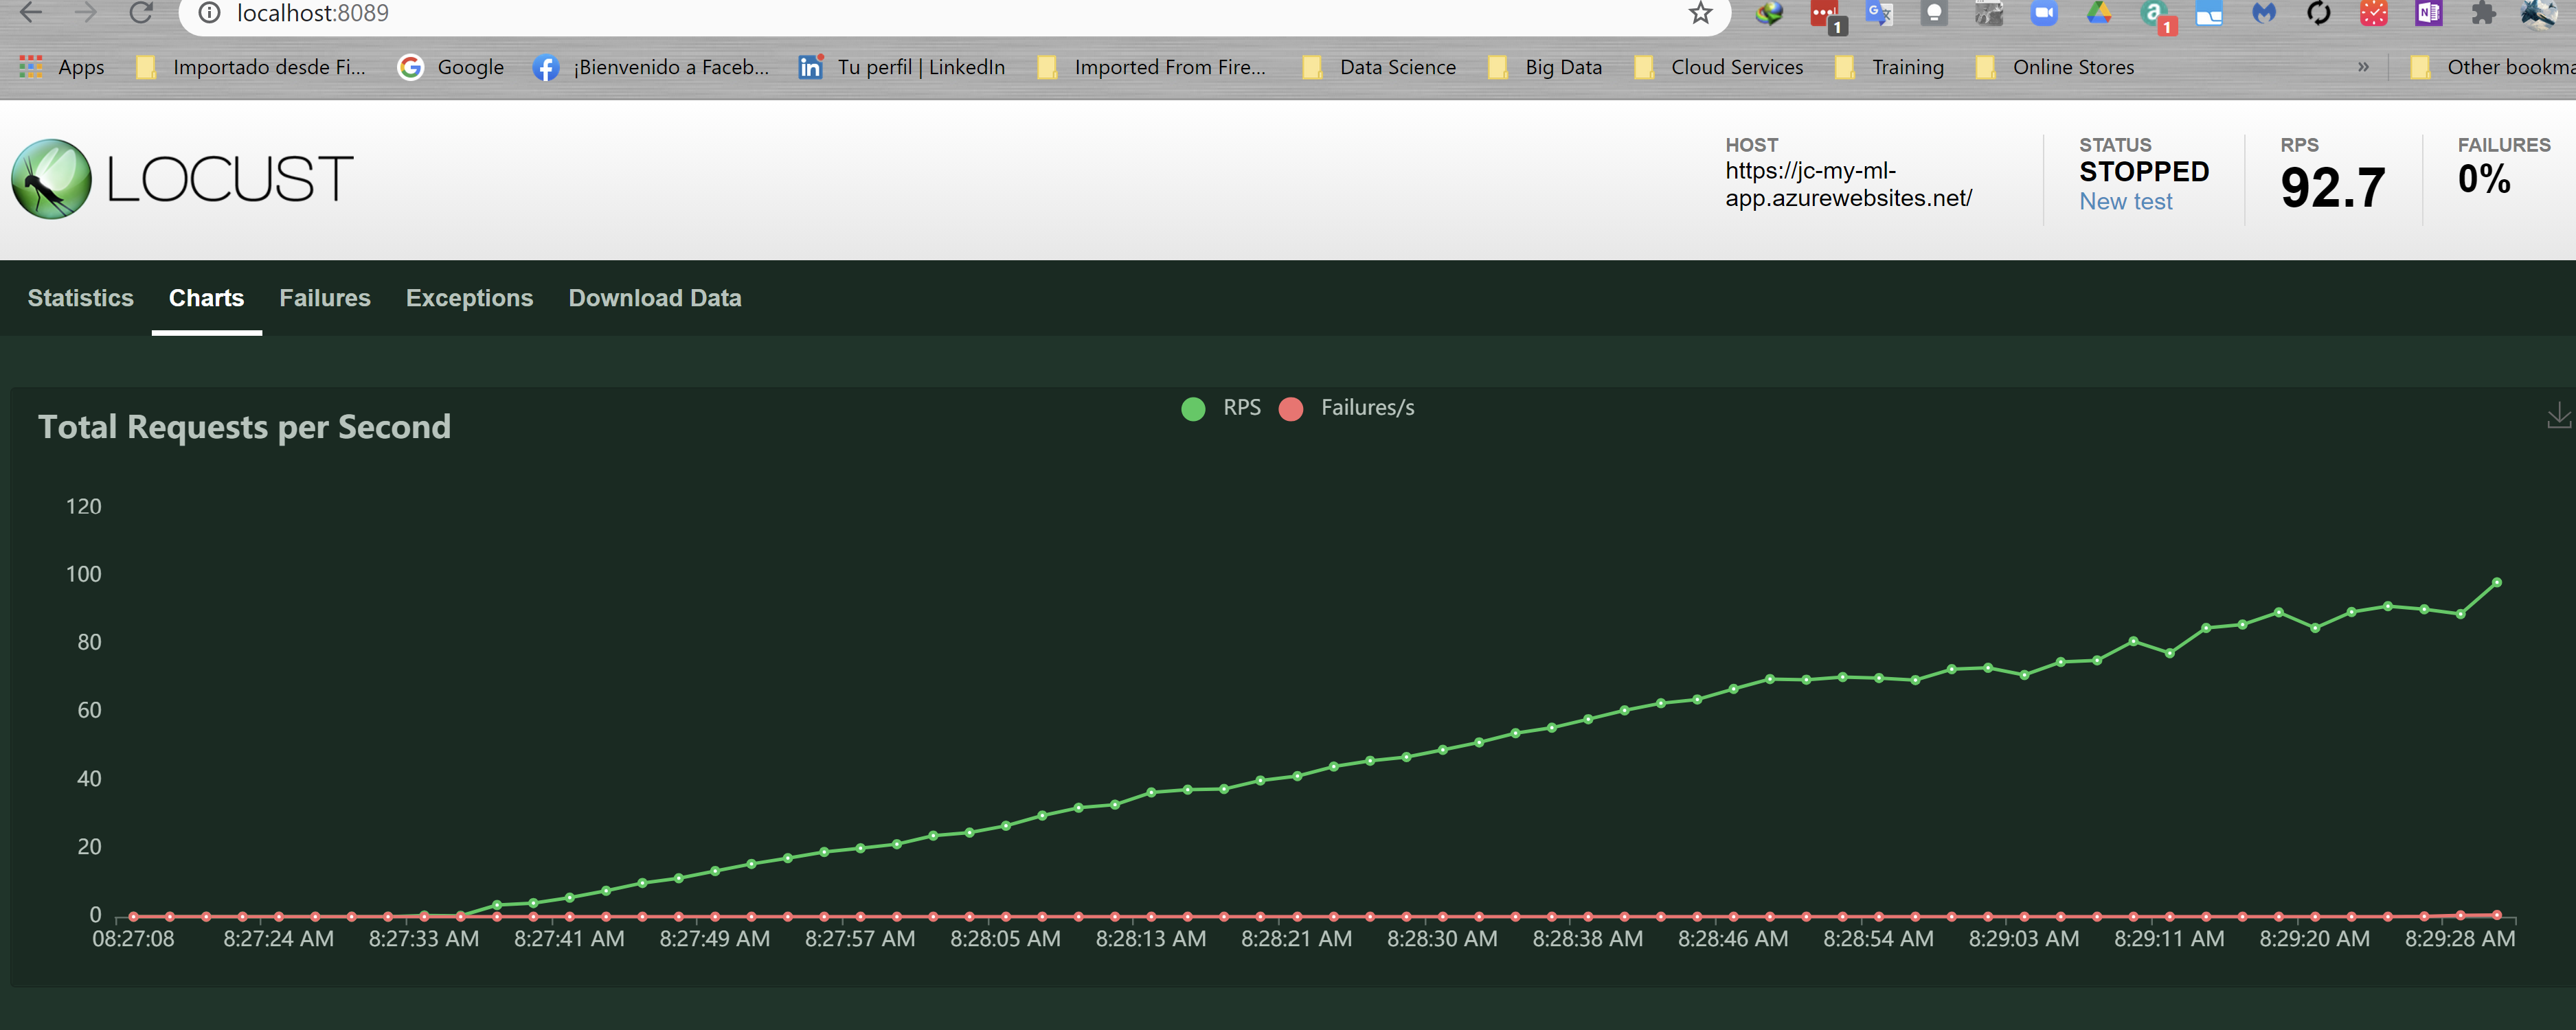 localhost:8089
1
1
Apps Importado desde Fi... Google ¡Bienvenido a Faceb... Tu perfil | LinkedIn Imported From Fire... Data Science Big Data Cloud Services Training Online Stores » Other bookma
LOCUST
HOST
https://jc-my-ml-
app.azurewebsites.net/
STATUS
STOPPED
New test
RPS
92.7
FAILURES
0%
Statistics Charts Failures Exceptions Download Data
Total Requests per Second
RPS Failures/s
120
100
80
60
40
20
0
08:27:08 8:27:24 AM 8:27:33 AM 8:27:41 AM 8:27:49 AM 8:27:57 AM 8:28:05 AM 8:28:13 AM 8:28:21 AM 8:28:30 AM 8:28:38 AM 8:28:46 AM 8:28:54 AM 8:29:03 AM 8:29:11 AM 8:29:20 AM 8:29:28 AM